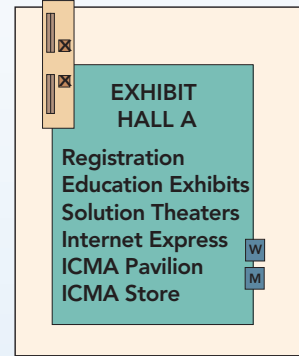 EXHIBIT
HALL A
Registration
Education Exhibits
Solution Theaters
Internet Express
W
ICMA Pavilion
M
ICMA Store